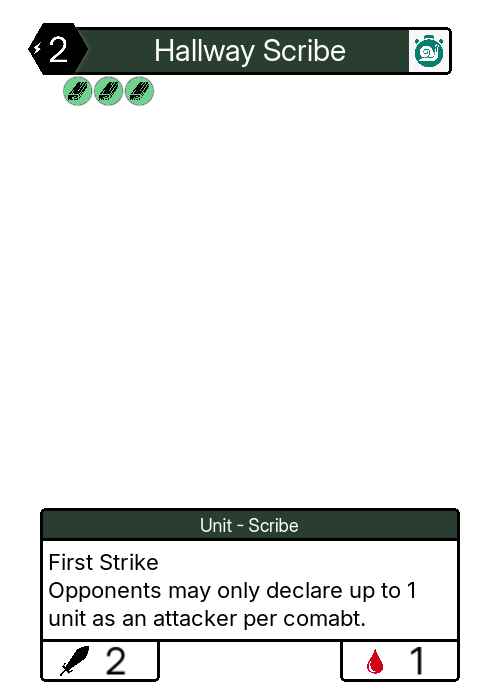 2 Hallway Scribe
Unit - Scribe
First Strike
Opponents may only declare up to 1
unit as an attacker per comabt.
2 1